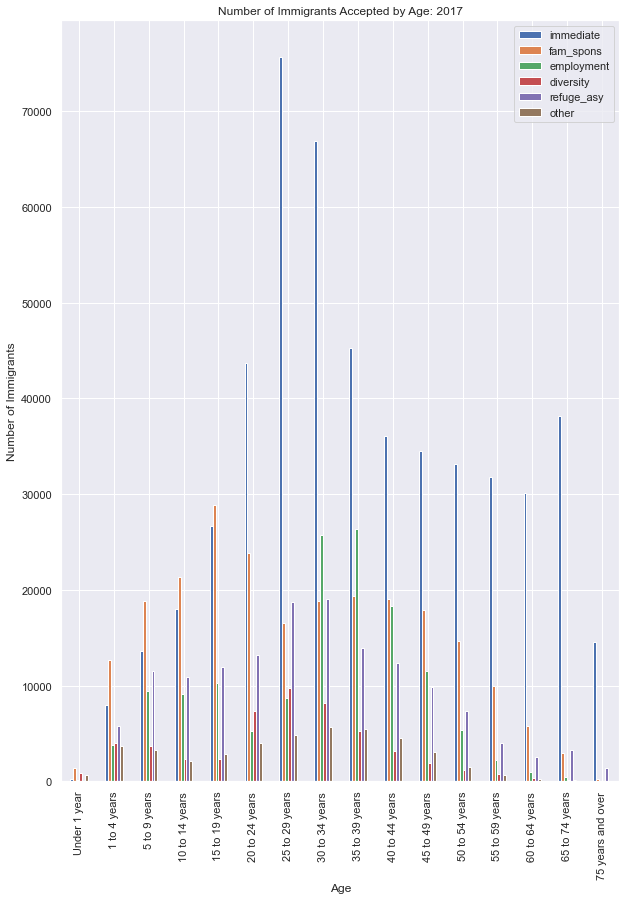 Number of Immigrants Accepted by Age: 2017
immediate
fam_spons
employment
diversity
refuge_asy
other
70000
60000
50000
40000
30000
20000
10000
0
Number of Immigrants
Under 1 year
1 to 4 years
5 to 9 years
10 to 14 years
15 to 19 years
20 to 24 years
25 to 29 years
30 to 34 years
35 to 39 years
40 to 44 years
45 to 49 years
50 to 54 years
55 to 59 years
60 to 64 years
65 to 74 years
75 years and over
Age